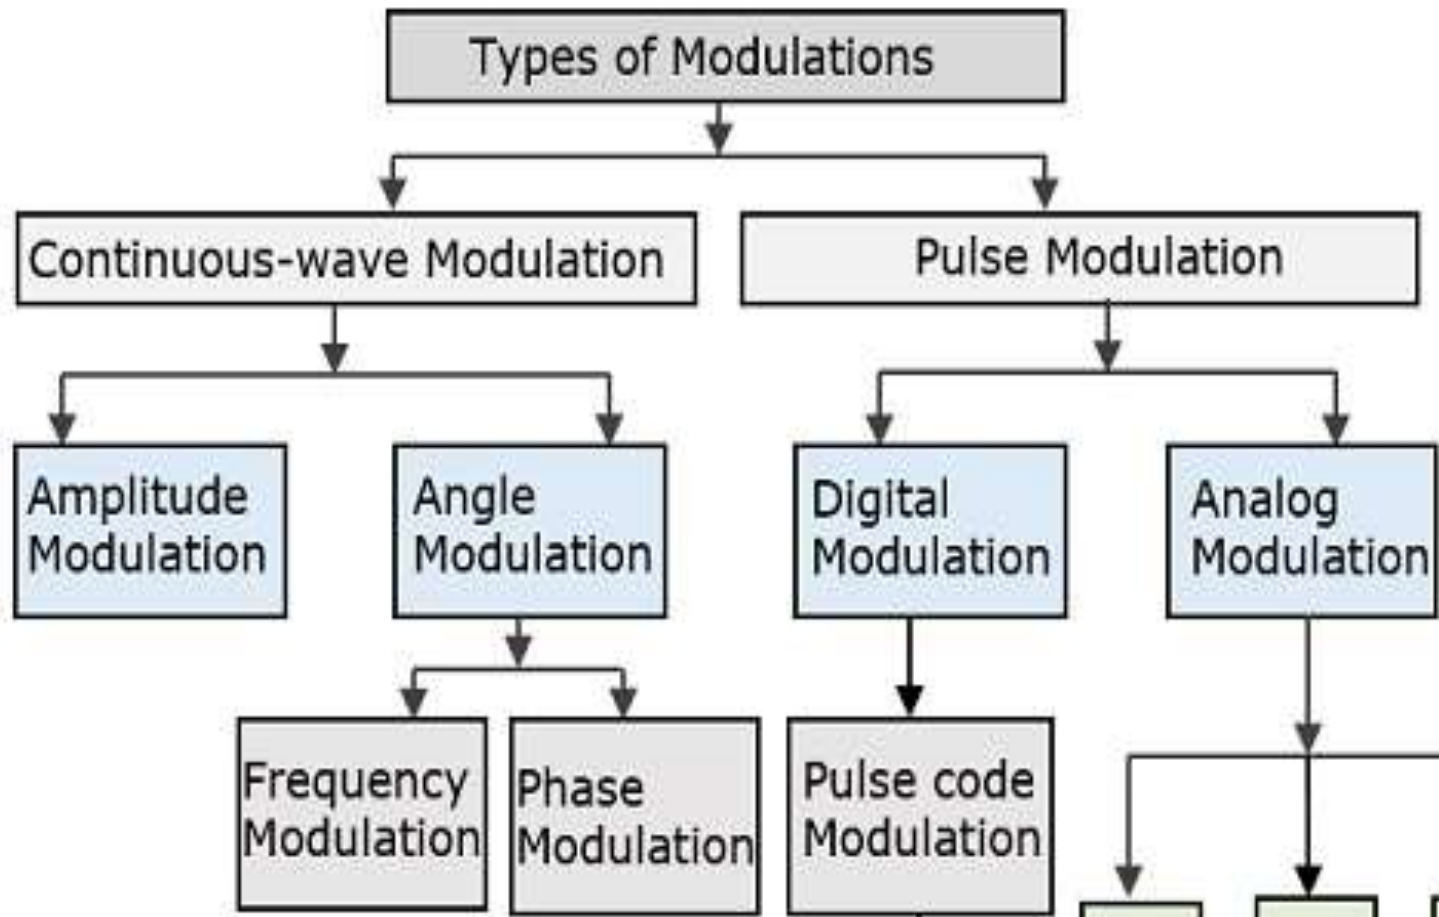 Types of Modulations
Continuous-wave Modulation
Pulse Modulation
Amplitude
Modulation
Angle
Modulation
Digital
Modulation
Analog
Modulation
Frequency
Modulation
Phase
Modulation
Pulse code
Modulation